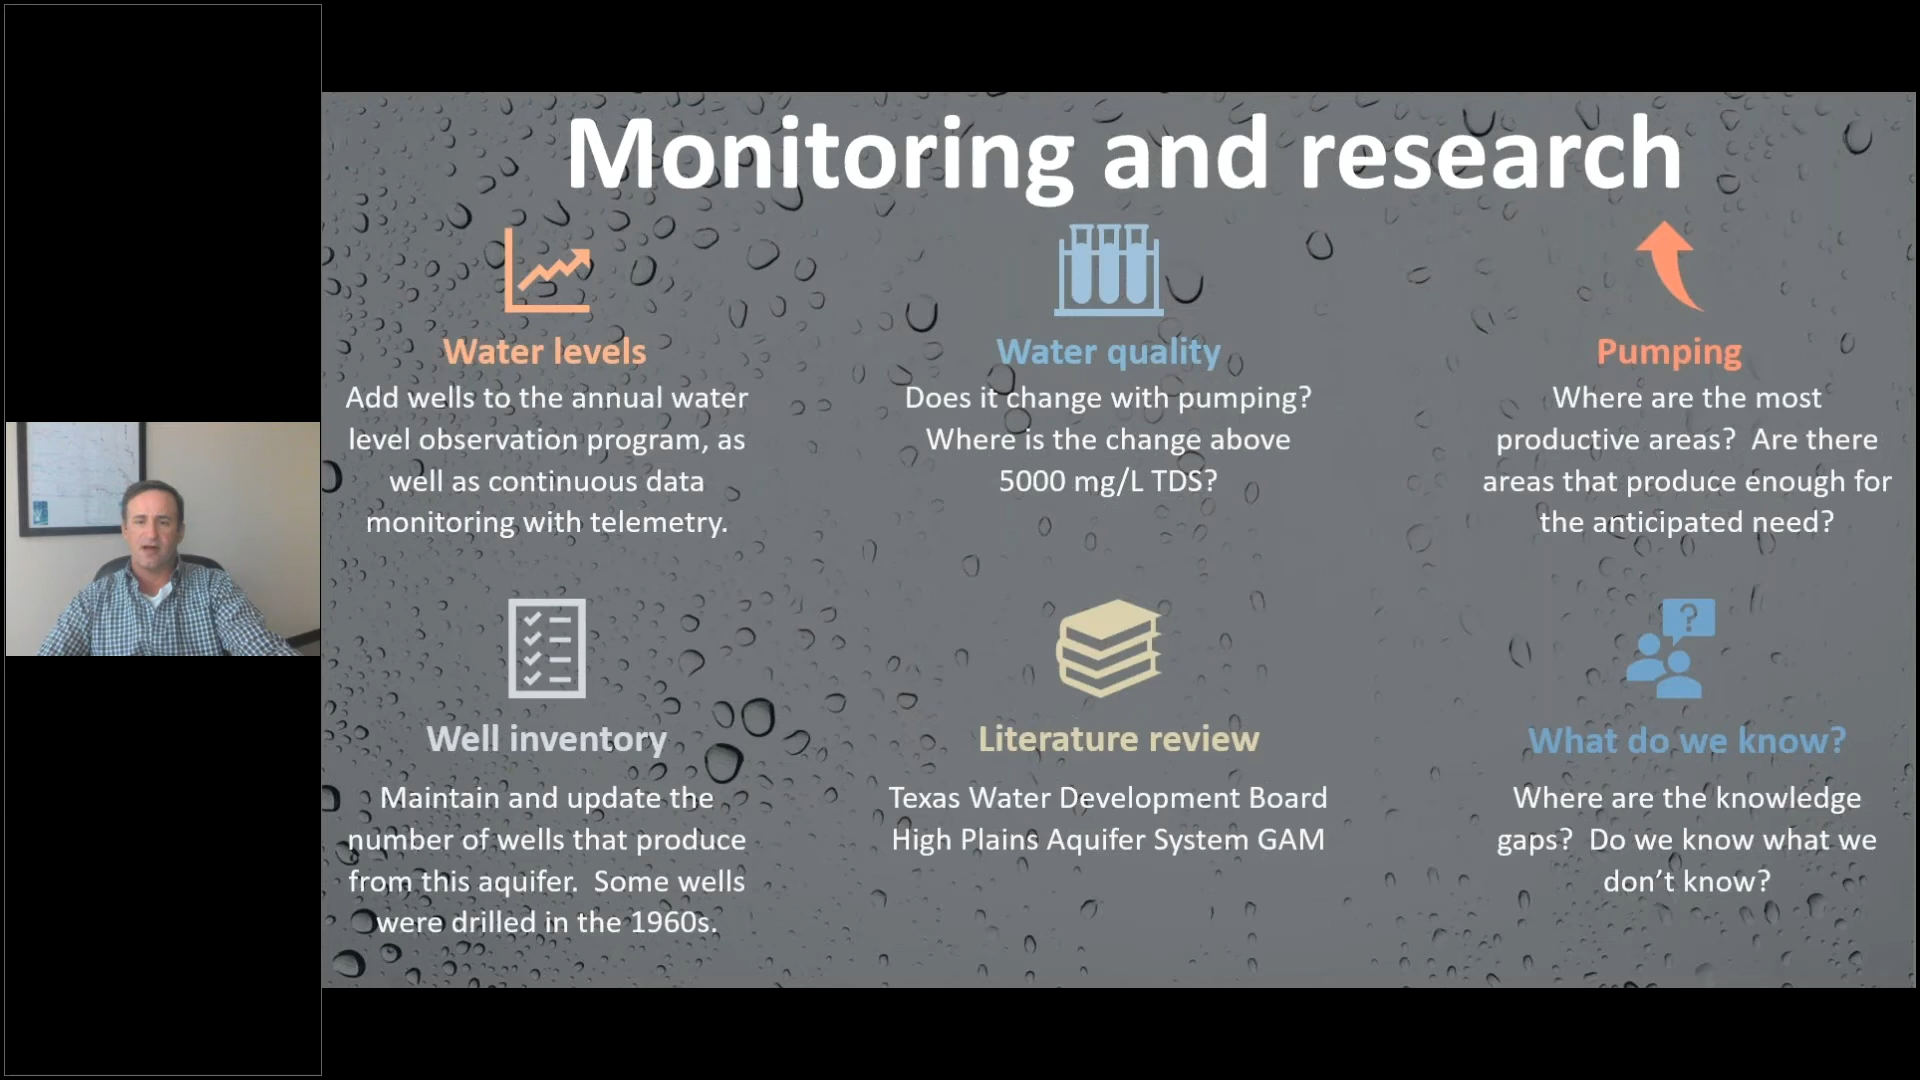 Monitoring and research
Water levels
Add wells to the annual water
level observation program, as
well as continuous data
monitoring with telemetry.
Water quality
Does it change with pumping?
Where is the change above
5000 mg/L TDS?
Pumping
Where are the most
productive areas?  Are there
areas that produce enough for
the anticipated need?
Well inventory
Maintain and update the
number of wells that produce
from this aquifer.  Some wells
were drilled in the 1960s.
Literature review
Texas Water Development Board
High Plains Aquifer System GAM
?
What do we know?
Where are the knowledge
gaps?  Do we know what we
don’t know?